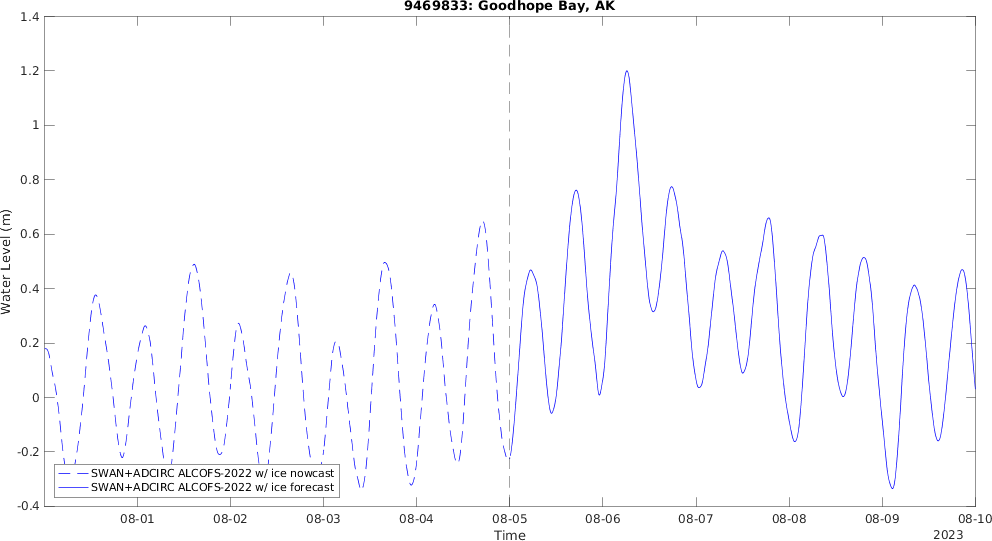 9469833: Goodhope Bay, AK
1.4
1.2
1
0.8
0.6
0.4
0.2
0
-0.2
-0.4
Water Level (m)
SWAN+ADCIRC ALCOFS-2022 w/ ice nowcast
SWAN+ADCIRC ALCOFS-2022 w/ ice forecast
08-01 08-02 08-03 08-04 08-05 08-06 08-07 08-08 08-09 08-10
Time
2023